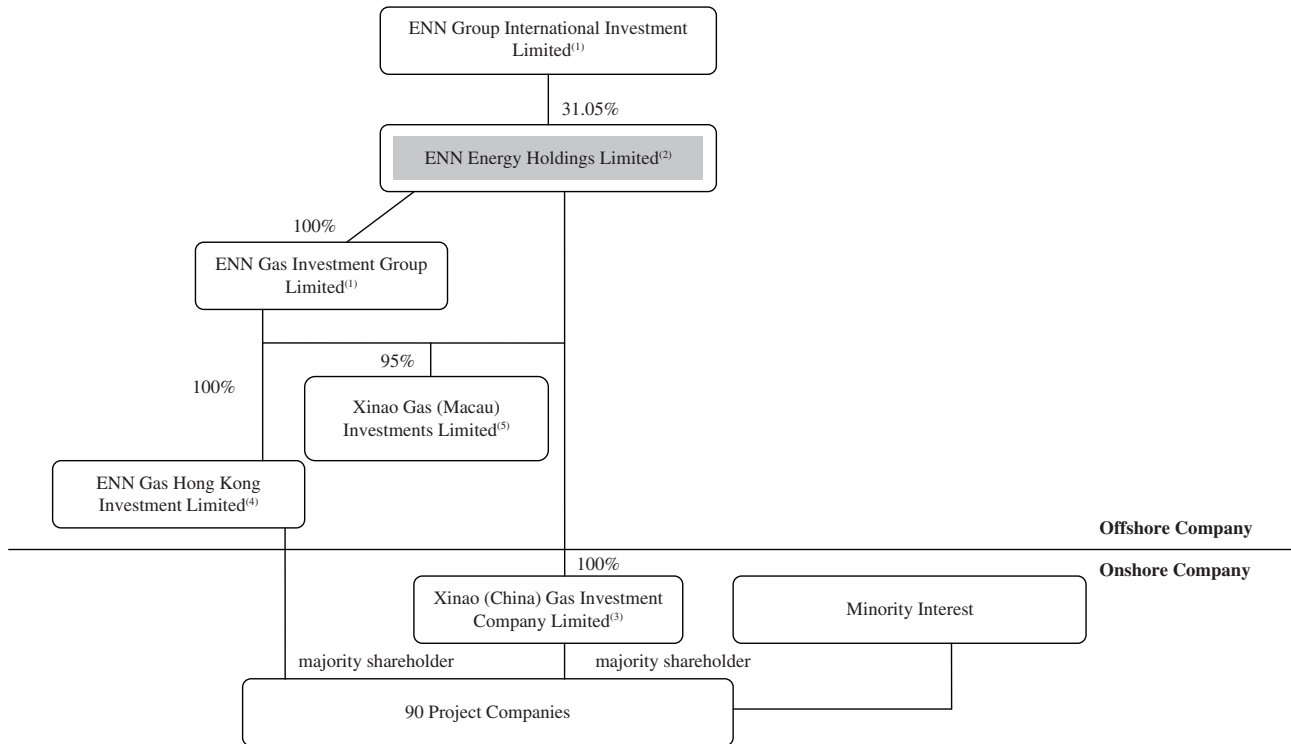 ENN Group International Investment
Limited(1)
31.05%
ENN Energy Holdings Limited(2)
100%
ENN Gas Investment Group
Limited(1)
95%
100%
Xinao Gas (Macau)
Investments Limited(5)
ENN Gas Hong Kong
Investment Limited(4)
Offshore Company
100%
Onshore Company
Xinao (China) Gas Investment
Company Limited(3)
Minority Interest
majority shareholder
majority shareholder
90 Project Companies